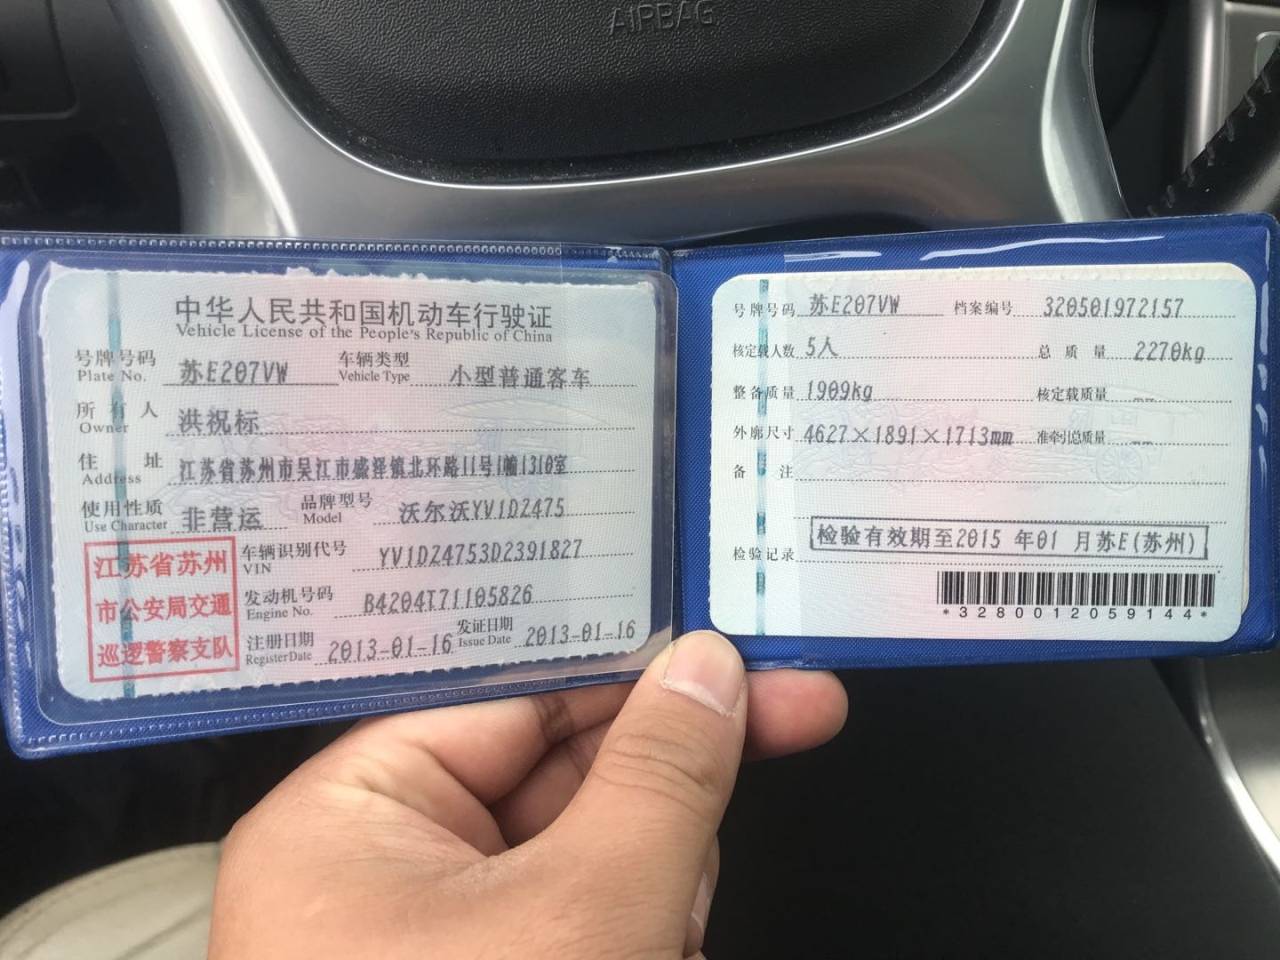 AIRBAG
中华人民共和国机动车行驶证
Vehicle License of the People's Republic of China
号牌号码 苏E207VW 车辆类型 小型普通客车
Plate No. Vehicle Type
所有人 洪祝标
Owner
住址 江苏省苏州市吴江市盛泽镇北环路11号1幢1310室
Address
使用性质 非营运 品牌型号 沃尔沃YV1DZ475
Use Character Model
江苏省苏州
市公安局交通
巡逻警察支队
车辆识别代号 YV1DZ4753D2391827
VIN
发动机号码 B4204T71105826
Engine No.
注册日期 2013-01-16 发证日期 2013-01-16
Register Date Issue Date
号牌号码 苏E207VW 档案编号 320501972157
核定载人数 5人 总质量 2270kg
整备质量 1909kg 核定载质量 --
外廓尺寸 4627×1891×1713mm 准牵引总质量 --
备注
检验记录 检验有效期至2015年01月苏E(苏州)
*3280012059144*